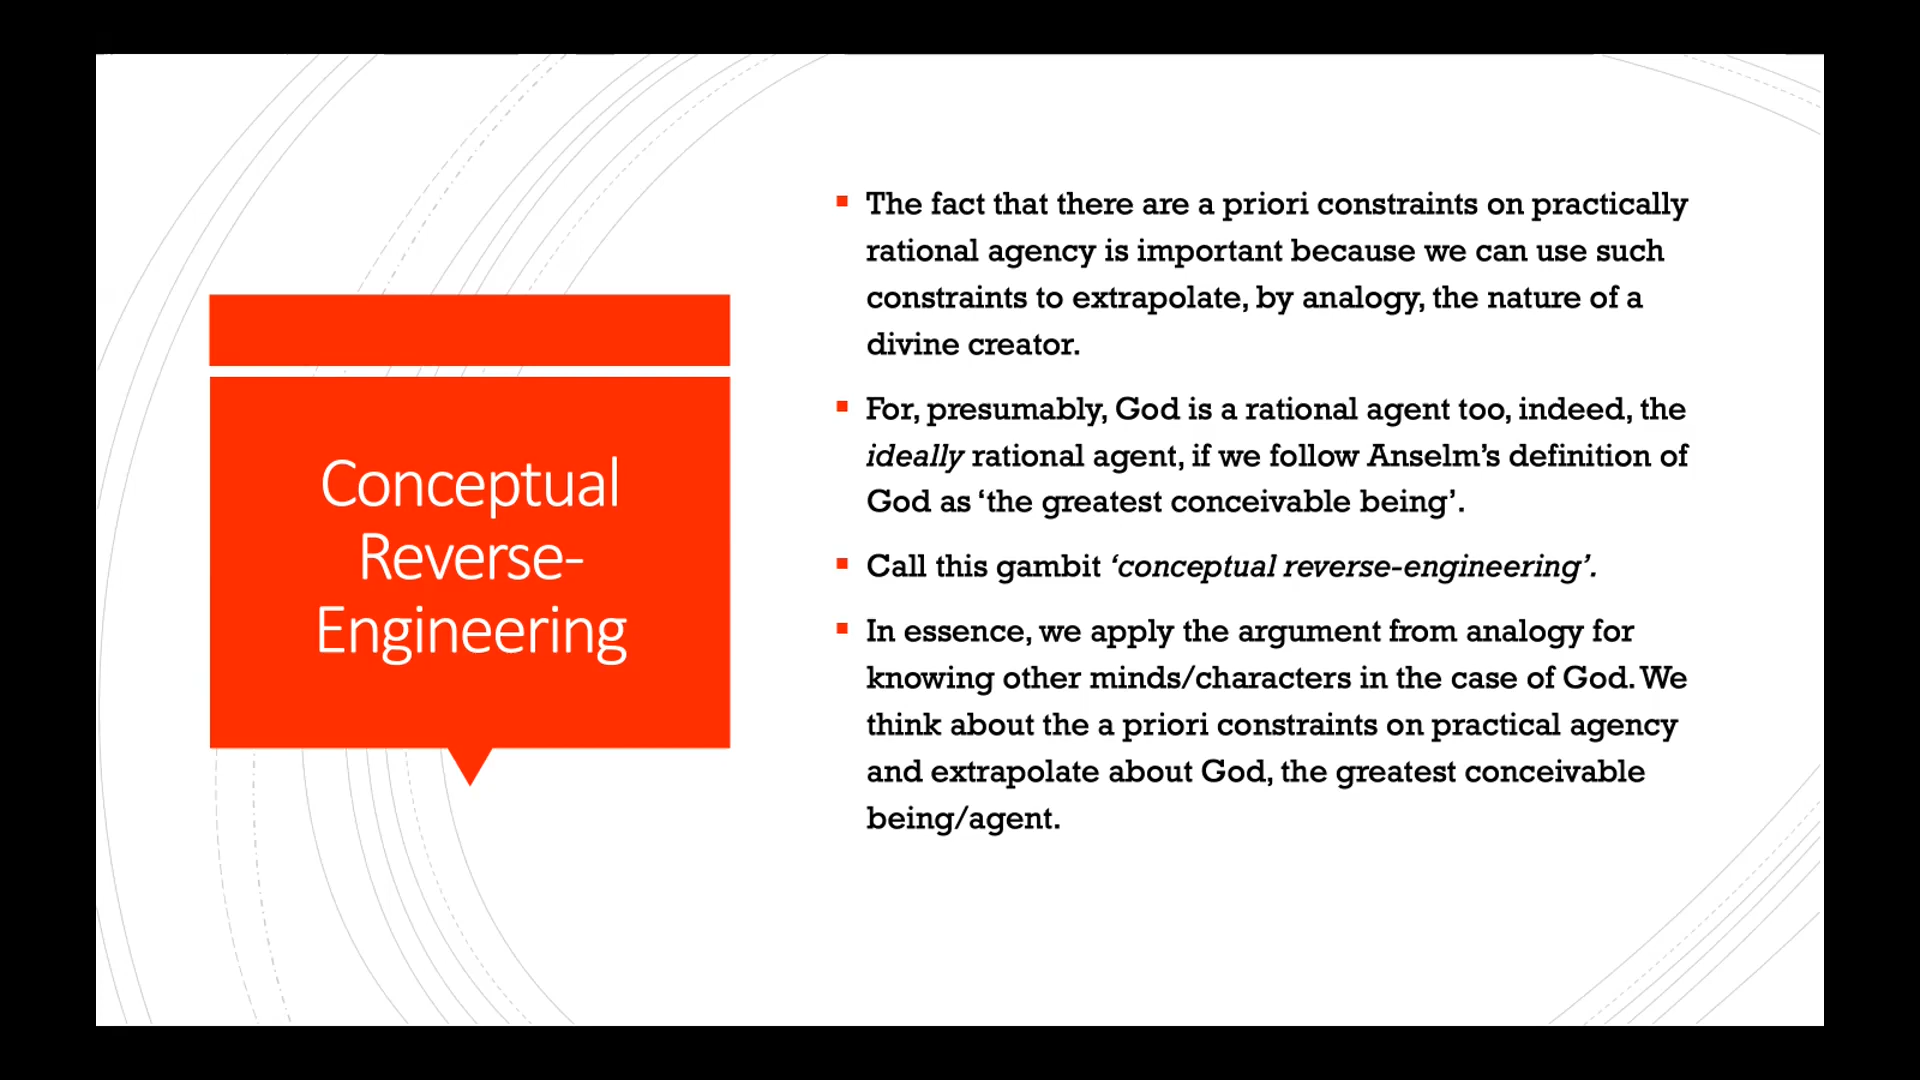 Conceptual
Reverse-
Engineering
The fact that there are a priori constraints on practically
rational agency is important because we can use such
constraints to extrapolate, by analogy, the nature of a
divine creator.
For, presumably, God is a rational agent too, indeed, the
ideally rational agent, if we follow Anselm’s definition of
God as ‘the greatest conceivable being’.
Call this gambit ‘conceptual reverse-engineering’.
In essence, we apply the argument from analogy for
knowing other minds/characters in the case of God. We
think about the a priori constraints on practical agency
and extrapolate about God, the greatest conceivable
being/agent.